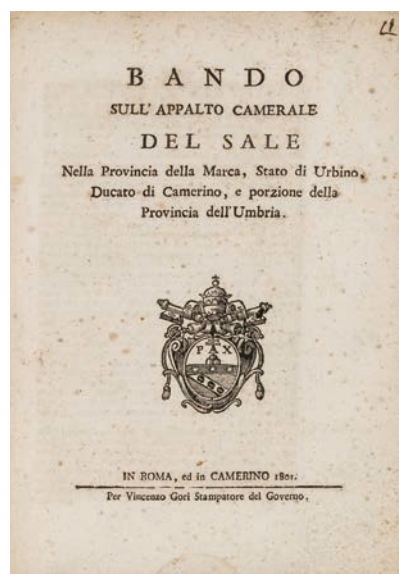 BANDO
SULL' APPALTO CAMERALE
DEL SALE
Nella Provincia della Marca, Stato di Urbino,
Ducato di Camerino, e porzione della
Provincia dell'Umbria.
PAX
IN ROMA, ed in CAMERINO 1801.
Per Vincenzo Gori Stampatore del Governo,